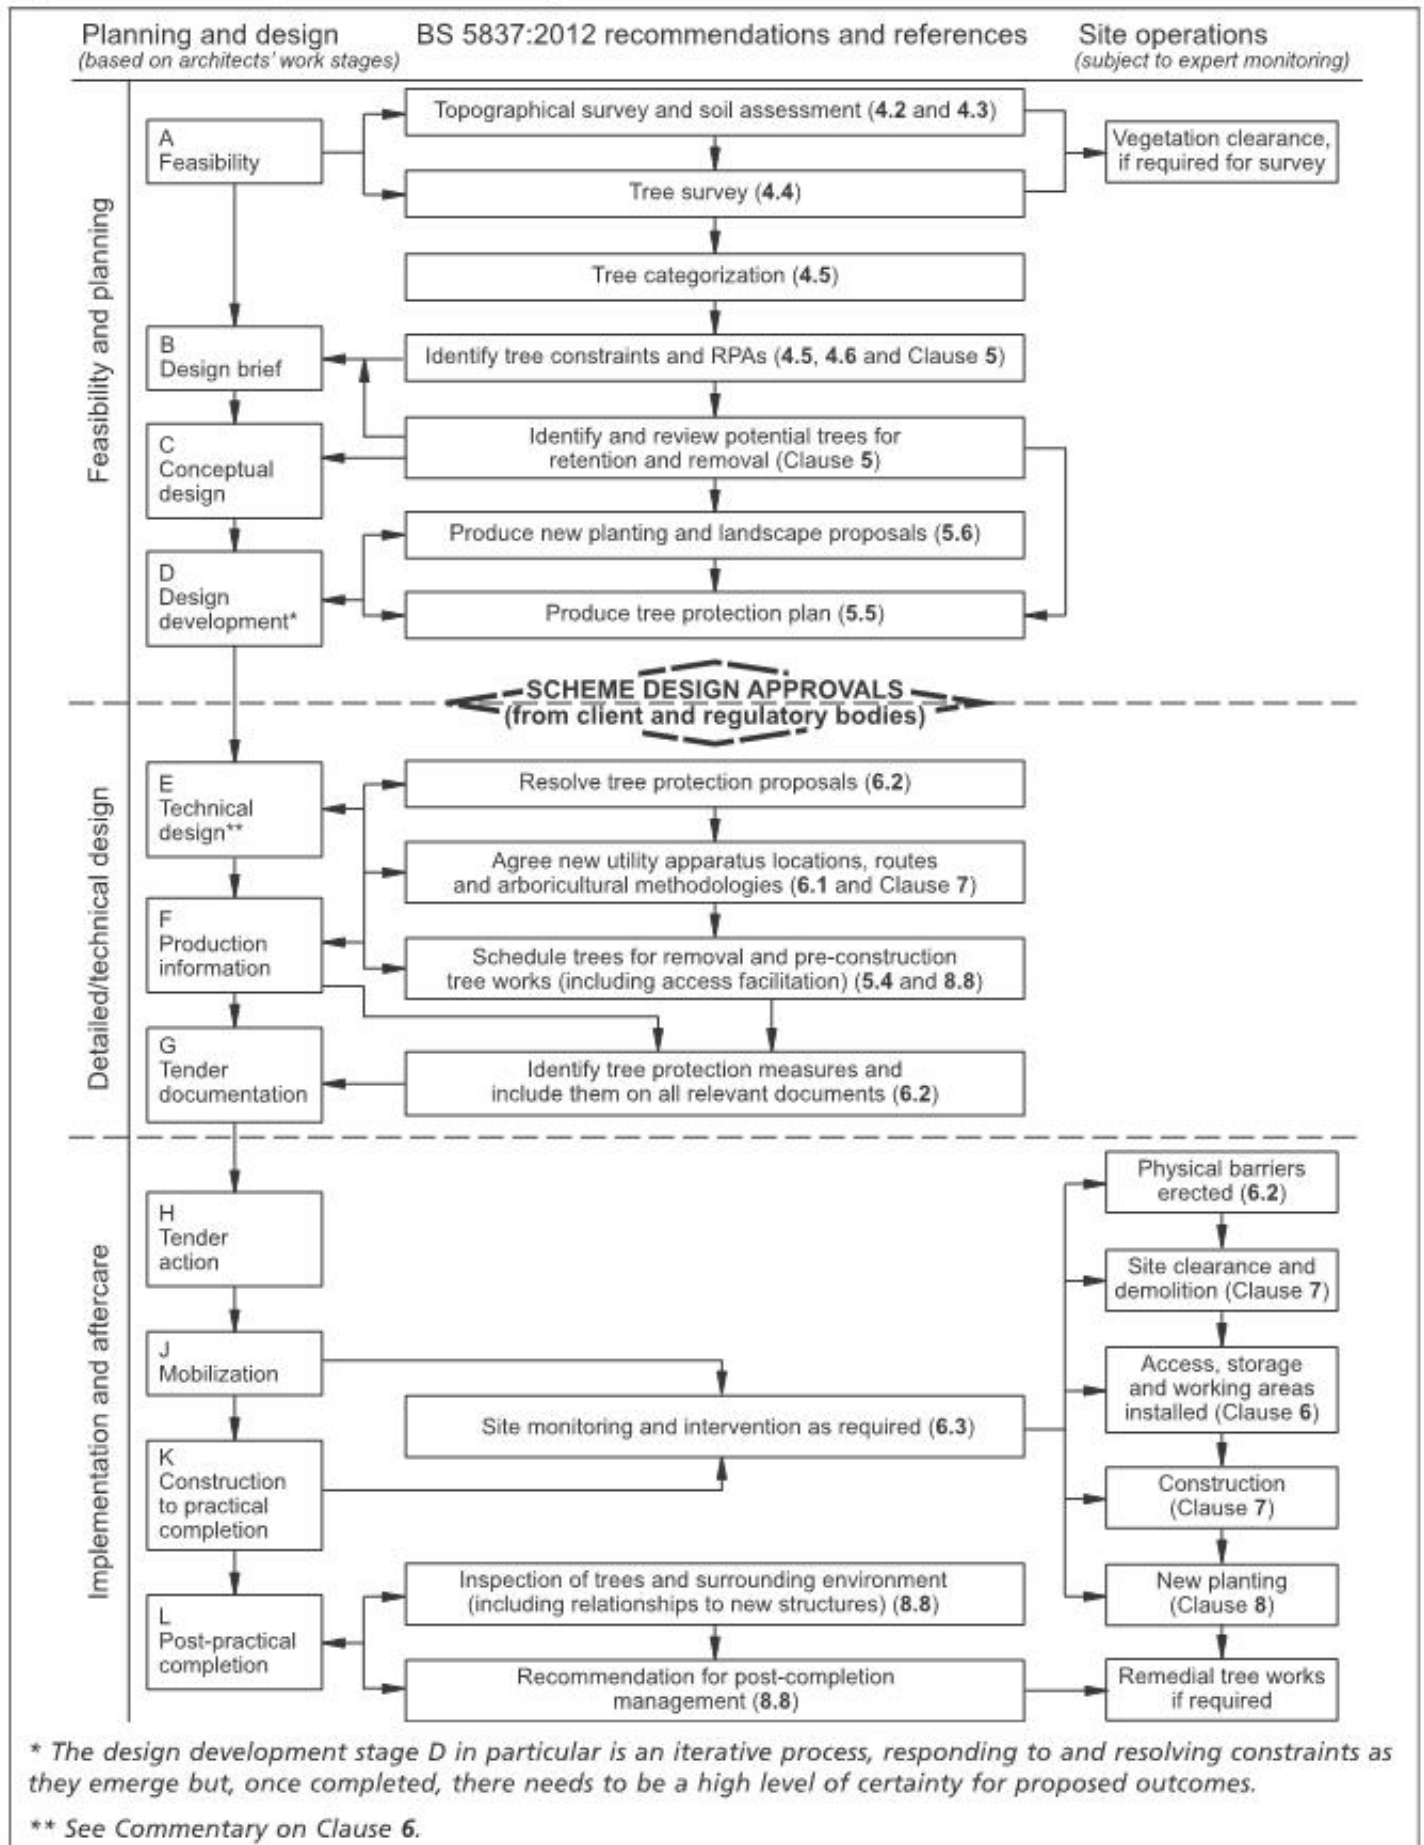 Planning and design
(based on architects' work stages)
BS 5837:2012 recommendations and references
Site operations
(subject to expert monitoring)
Feasibility and planning
A
Feasibility
Topographical survey and soil assessment (4.2 and 4.3)
Vegetation clearance,
if required for survey
Tree survey (4.4)
Tree categorization (4.5)
B
Design brief
Identify tree constraints and RPAs (4.5, 4.6 and Clause 5)
C
Conceptual
design
Identify and review potential trees for
retention and removal (Clause 5)
Produce new planting and landscape proposals (5.6)
D
Design
development*
Produce tree protection plan (5.5)
SCHEME DESIGN APPROVALS
(from client and regulatory bodies)
Detailed/technical design
E
Technical
design**
Resolve tree protection proposals (6.2)
Agree new utility apparatus locations, routes
and arboricultural methodologies (6.1 and Clause 7)
F
Production
information
Schedule trees for removal and pre-construction
tree works (including access facilitation) (5.4 and 8.8)
G
Tender
documentation
Identify tree protection measures and
include them on all relevant documents (6.2)
Implementation and aftercare
H
Tender
action
Physical barriers
erected (6.2)
Site clearance and
demolition (Clause 7)
J
Mobilization
Access, storage
and working areas
installed (Clause 6)
Site monitoring and intervention as required (6.3)
K
Construction
to practical
completion
Construction
(Clause 7)
L
Post-practical
completion
Inspection of trees and surrounding environment
(including relationships to new structures) (8.8)
New planting
(Clause 8)
Recommendation for post-completion
management (8.8)
Remedial tree works
if required
* The design development stage D in particular is an iterative process, responding to and resolving constraints as
they emerge but, once completed, there needs to be a high level of certainty for proposed outcomes.
** See Commentary on Clause 6.